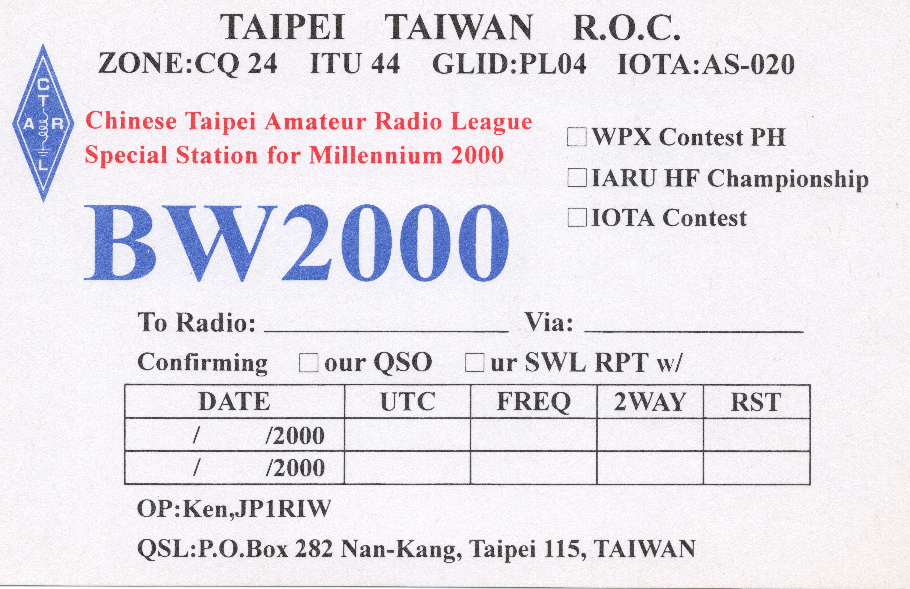 TAIPEI TAIWAN R.O.C.
ZONE:CQ 24 ITU 44 GLID:PL04 IOTA:AS-020
CTARL
Chinese Taipei Amateur Radio League
Special Station for Millennium 2000
BW2000
□WPX Contest PH
□IARU HF Championship
□IOTA Contest
To Radio: ____________________ Via: __________________
Confirming □our QSO □ur SWL RPT w/
DATE UTC FREQ 2WAY RST
/ /2000
/ /2000
OP:Ken,JP1RIW
QSL:P.O.Box 282 Nan-Kang, Taipei 115, TAIWAN